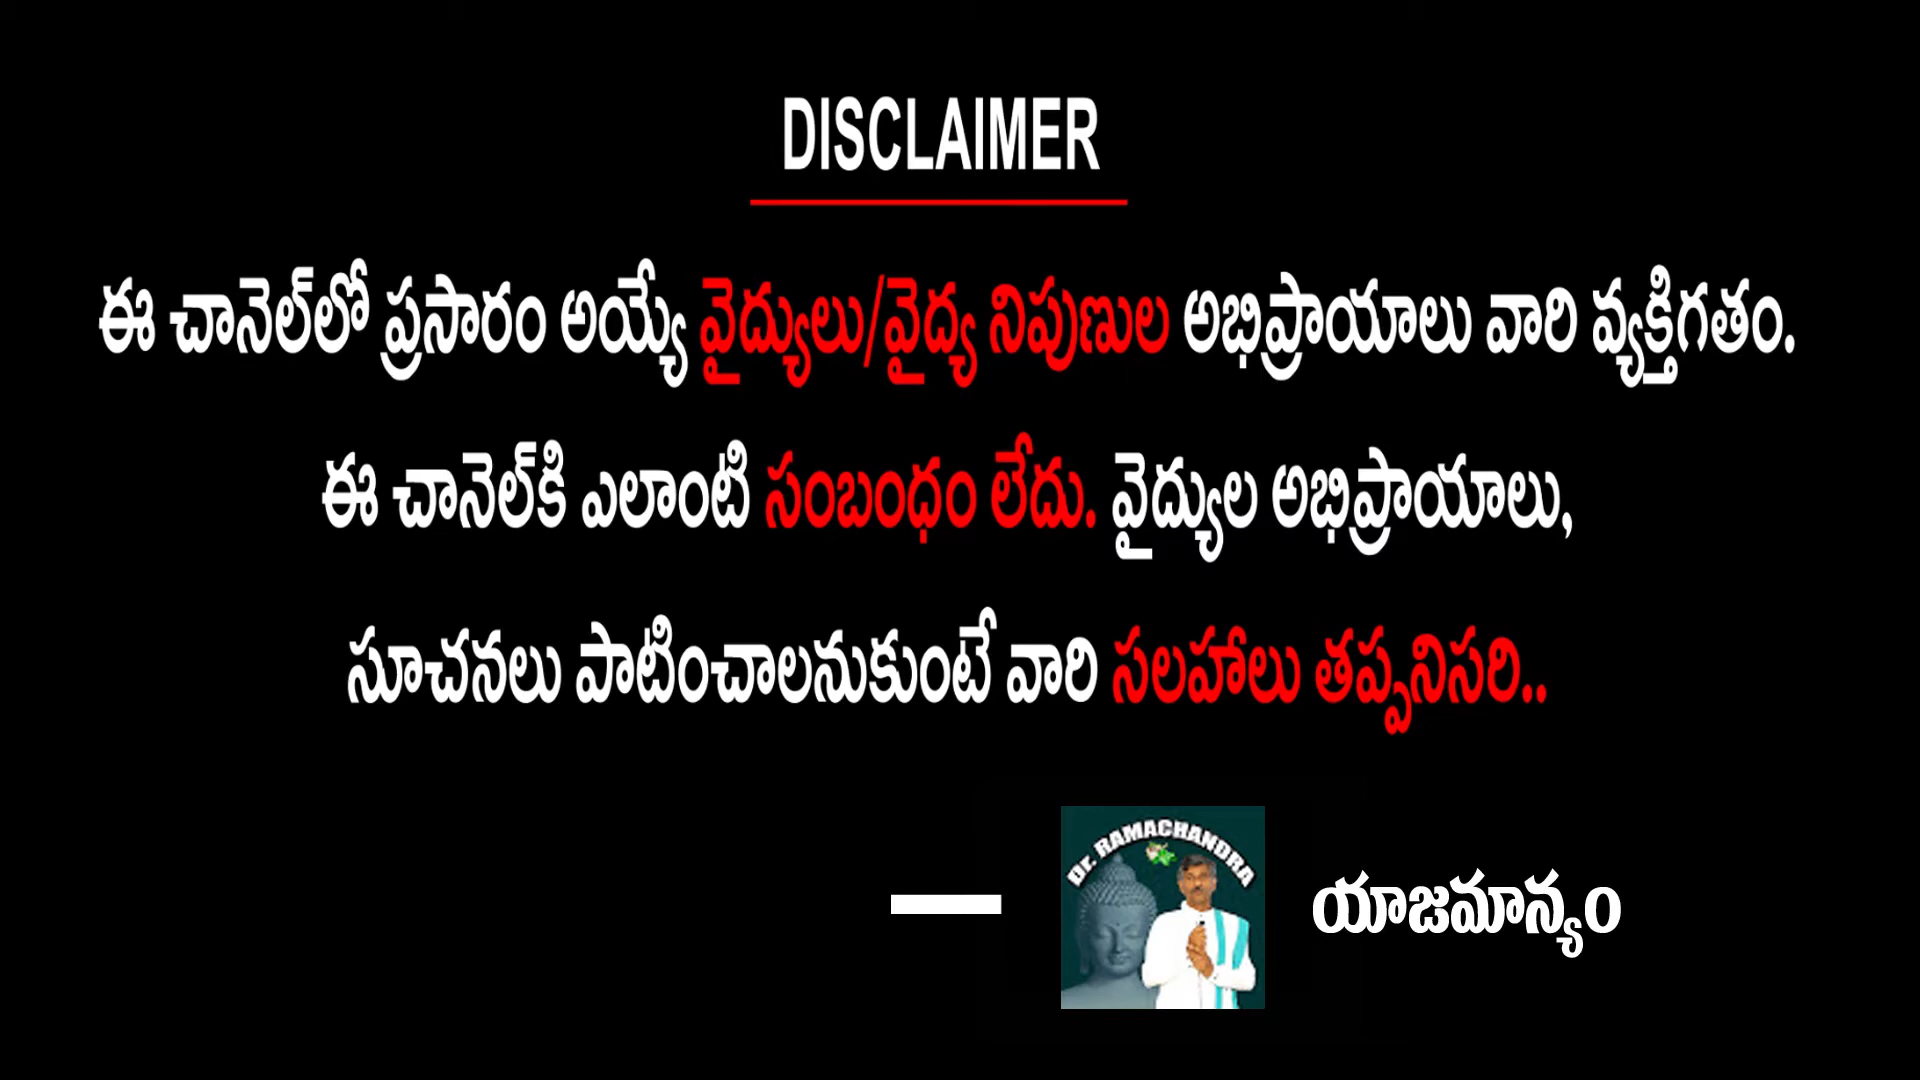 DISCLAIMER
ఈ చానెల్‌లో ప్రసారం అయ్యే వైద్యులు/వైద్య నిపుణుల అభిప్రాయాలు వారి వ్యక్తిగతం.
ఈ చానెల్‌కి ఎలాంటి సంబంధం లేదు. వైద్యుల అభిప్రాయాలు,
సూచనలు పాటించాలనుకుంటే వారి సలహాలు తప్పనిసరి..
Dr. RAMACHANDRA
యాజమాన్యం